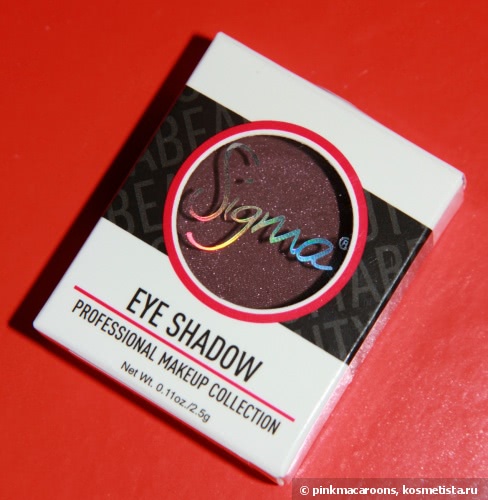 Sigma®
EYE SHADOW
PROFESSIONAL MAKEUP COLLECTION
Net Wt. 0.11oz./2.5g
© pinkmacaroons, kosmetista.ru